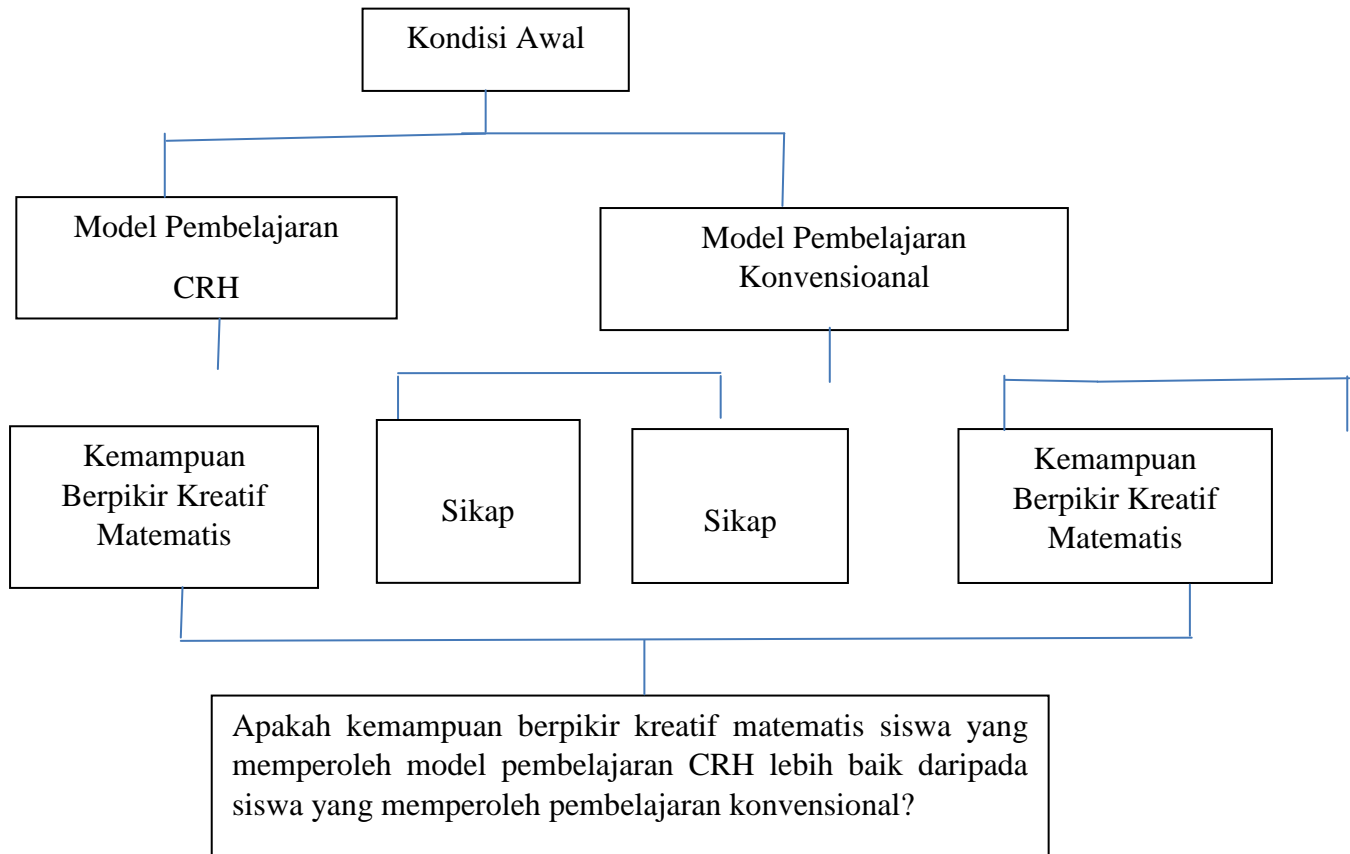 Kondisi Awal
Model Pembelajaran
CRH
Model Pembelajaran
Konvensioanal
Kemampuan
Berpikir Kreatif
Matematis
Sikap
Sikap
Kemampuan
Berpikir Kreatif
Matematis
Apakah kemampuan berpikir kreatif matematis siswa yang
memperoleh model pembelajaran CRH lebih baik daripada
siswa yang memperoleh pembelajaran konvensional?